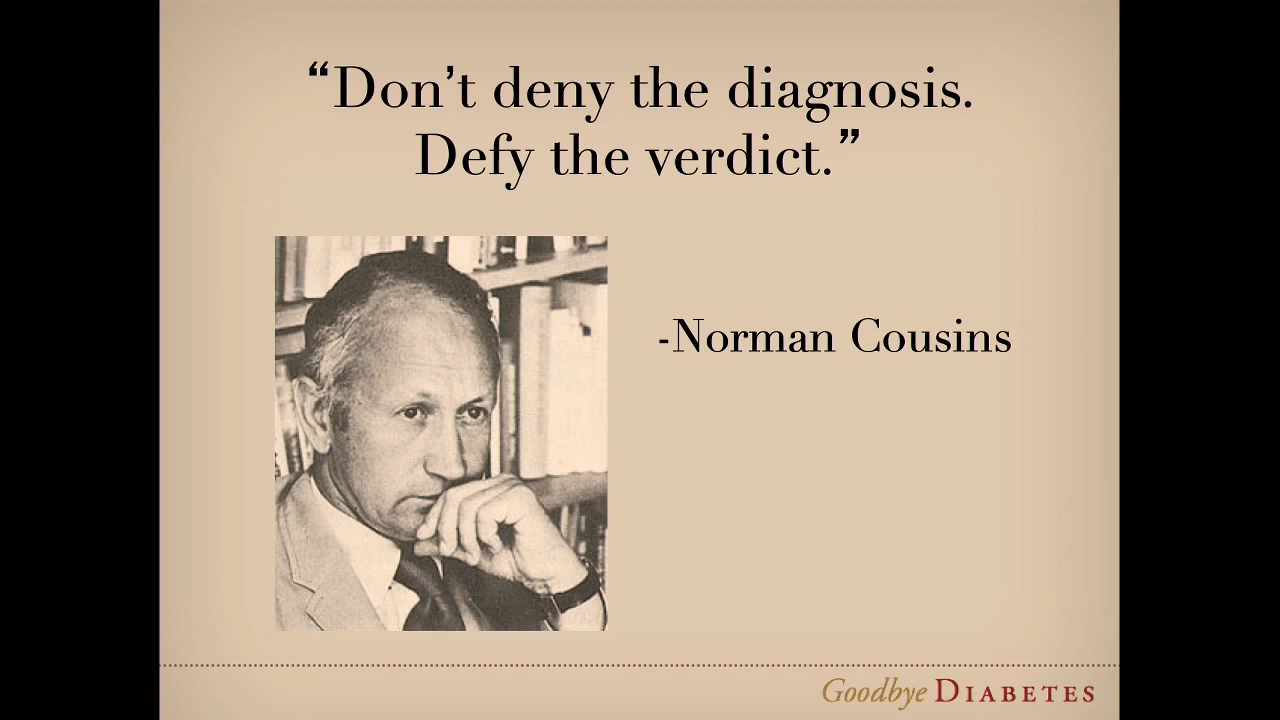 “Don’t deny the diagnosis.
Defy the verdict.”
-Norman Cousins
Goodbye DIABETES